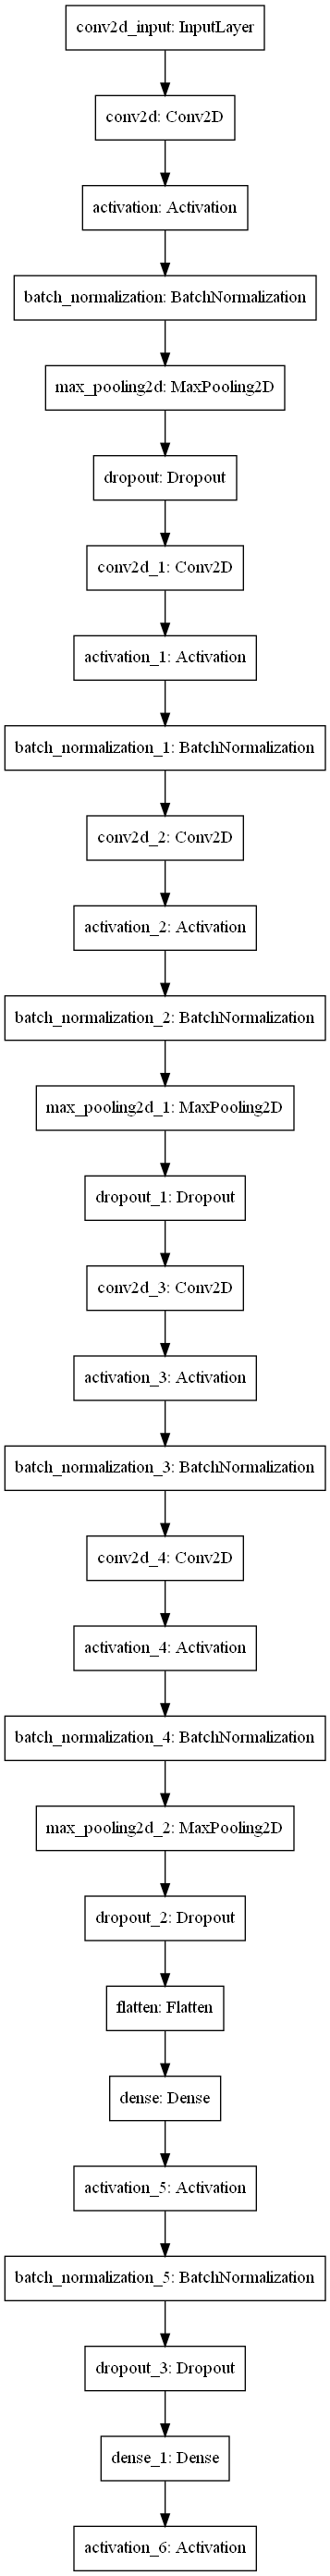 conv2d_input: InputLayer
conv2d: Conv2D
activation: Activation
batch_normalization: BatchNormalization
max_pooling2d: MaxPooling2D
dropout: Dropout
conv2d_1: Conv2D
activation_1: Activation
batch_normalization_1: BatchNormalization
conv2d_2: Conv2D
activation_2: Activation
batch_normalization_2: BatchNormalization
max_pooling2d_1: MaxPooling2D
dropout_1: Dropout
conv2d_3: Conv2D
activation_3: Activation
batch_normalization_3: BatchNormalization
conv2d_4: Conv2D
activation_4: Activation
batch_normalization_4: BatchNormalization
max_pooling2d_2: MaxPooling2D
dropout_2: Dropout
flatten: Flatten
dense: Dense
activation_5: Activation
batch_normalization_5: BatchNormalization
dropout_3: Dropout
dense_1: Dense
activation_6: Activation